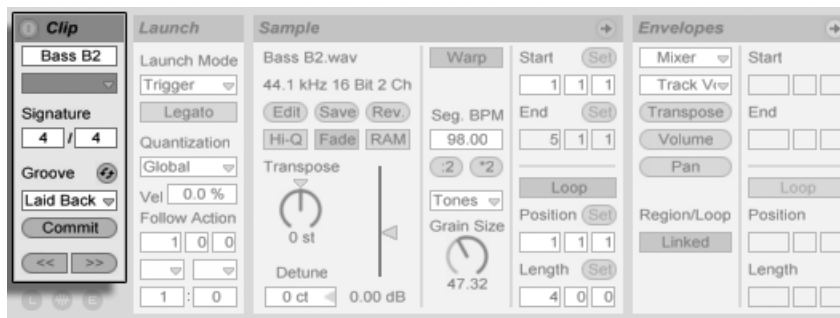 Clip
Bass B2
Signature
4 / 4
Groove
Laid Back
Commit
<< >>
Launch
Launch Mode
Trigger
Legato
Quantization
Global
Vel 0.0 %
Follow Action
1 0 0
1 : 0
Sample
Bass B2.wav
44.1 kHz 16 Bit 2 Ch
Edit Save Rev.
Hi-Q Fade RAM
Transpose
0 st
Detune
0 ct 0.00 dB
Warp
Seg. BPM
98.00
:2 *2
Tones
Grain Size
47.32
Start Set
1 1 1
End Set
5 1 1
Loop
Position Set
1 1 1
Length Set
4 0 0
Envelopes
Mixer
Track
Transpose
Volume
Pan
Region/Loop
Linked
Start
End
Loop
Position
Length
L E